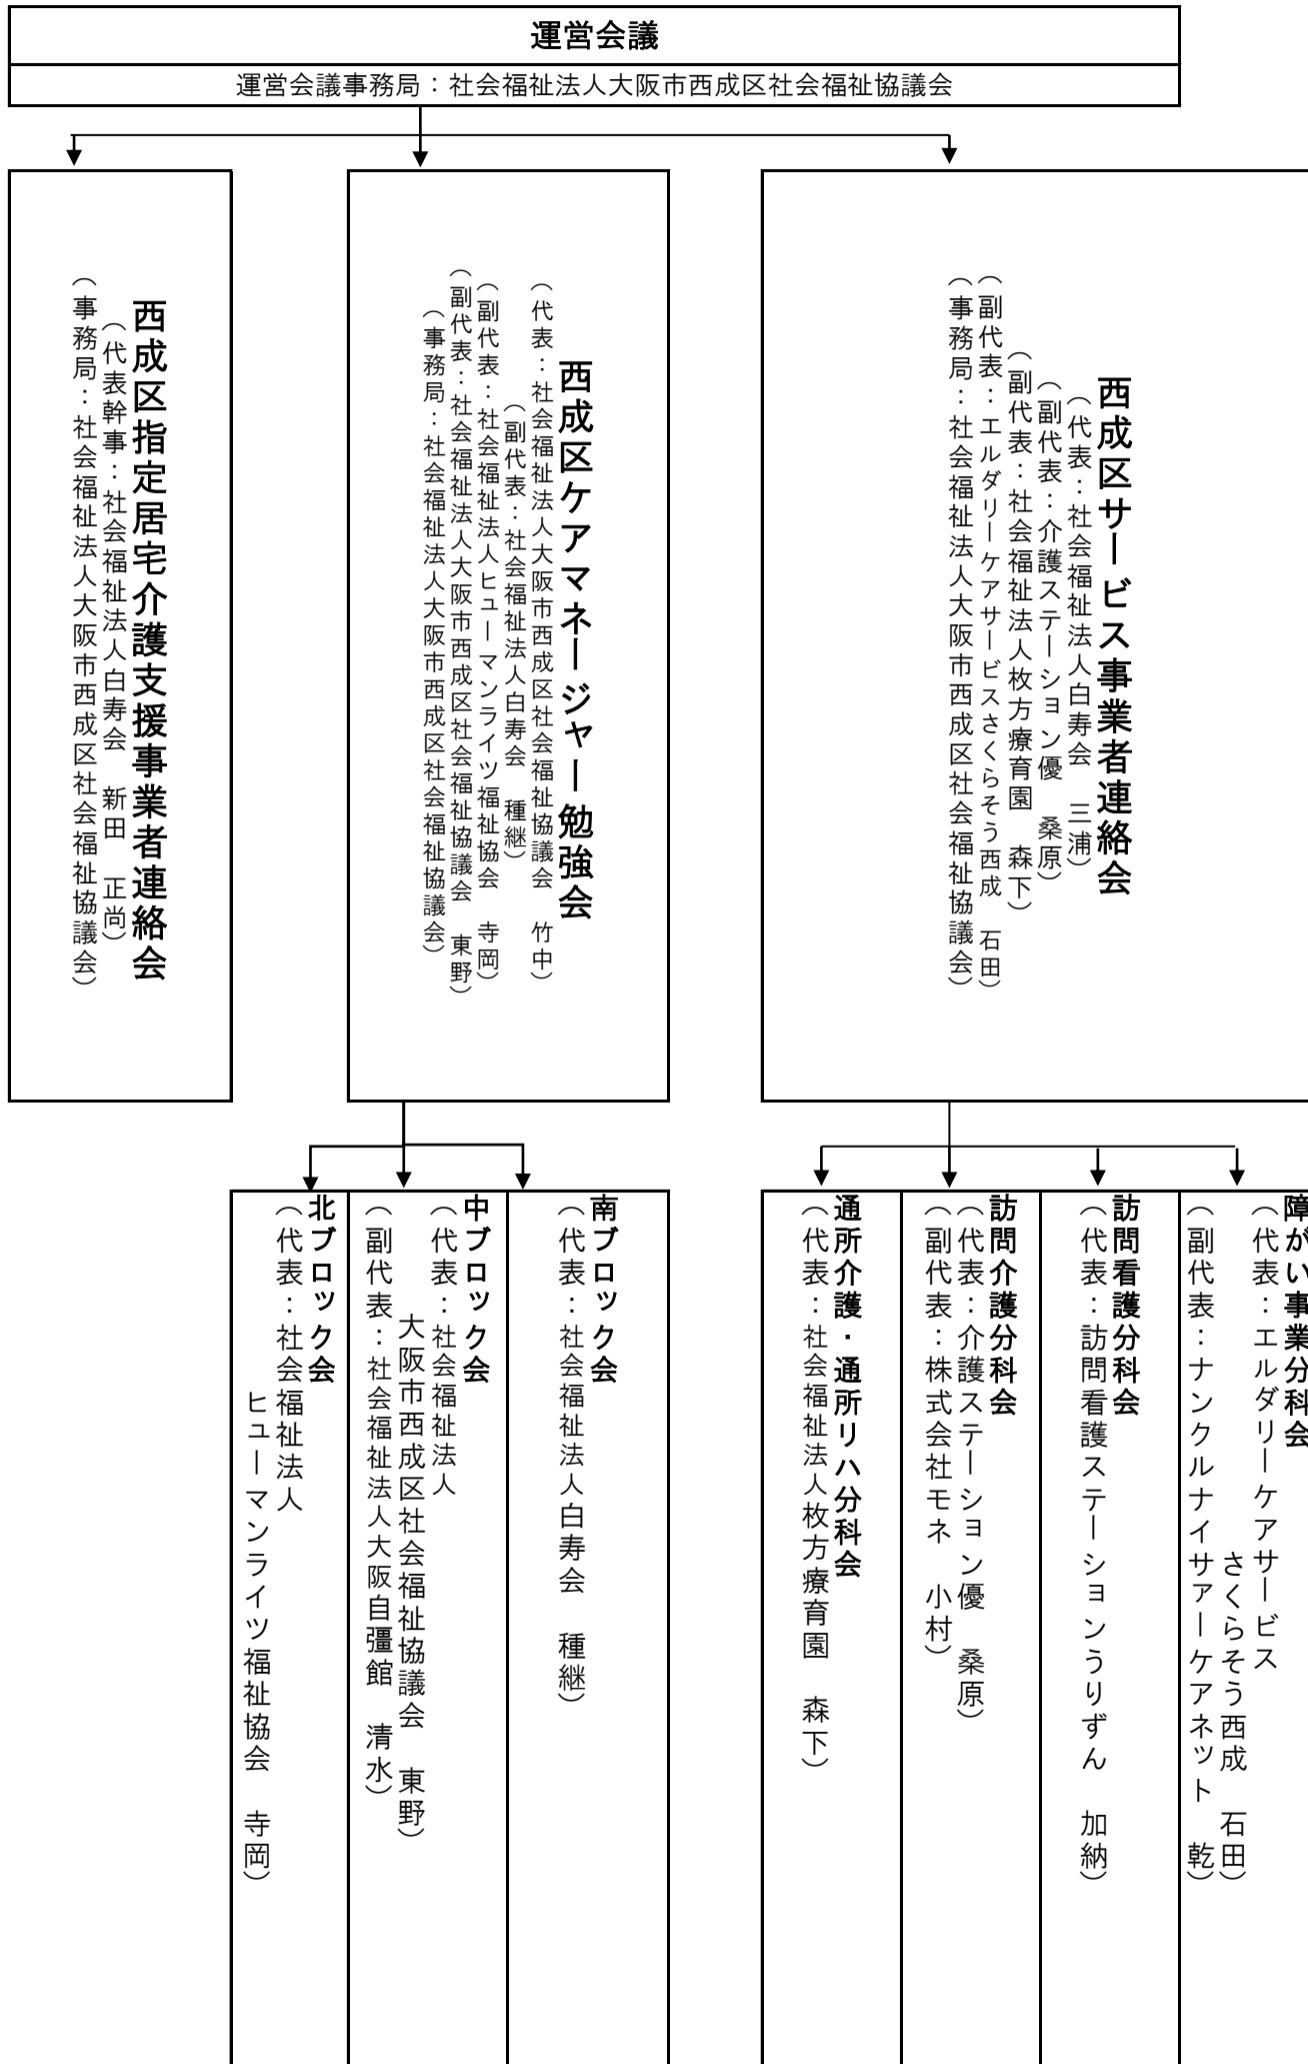 運営会議
運営会議事務局：社会福祉法人大阪市西成区社会福祉協議会
西成区指定居宅介護支援事業者連絡会
（代表幹事：社会福祉法人白寿会　新田　正尚）
（事務局：社会福祉法人大阪市西成区社会福祉協議会）
西成区ケアマネージャー勉強会
（代表：社会福祉法人大阪市西成区社会福祉協議会　竹中）
（副代表：社会福祉法人白寿会　種継）
（副代表：社会福祉法人ヒューマンライツ福祉協会　寺岡）
（副代表：社会福祉法人大阪市西成区社会福祉協議会　東野）
（事務局：社会福祉法人大阪市西成区社会福祉協議会）
西成区サービス事業者連絡会
（代表：社会福祉法人白寿会　三浦）
（副代表：介護ステーション優　桑原）
（副代表：社会福祉法人枚方療育園　森下）
（副代表：エルダリーケアサービスさくらそう西成　石田）
（事務局：社会福祉法人大阪市西成区社会福祉協議会）
北ブロック会
（代表：社会福祉法人
ヒューマンライツ福祉協会　寺岡）
中ブロック会
（代表：社会福祉法人
大阪市西成区社会福祉協議会　東野）
（副代表：社会福祉法人大阪自彊館　清水）
南ブロック会
（代表：社会福祉法人白寿会　種継）
通所介護・通所リハ分科会
（代表：社会福祉法人枚方療育園　森下）
訪問介護分科会
（代表：介護ステーション優　桑原）
（副代表：株式会社モネ　小村）
訪問看護分科会
（代表：訪問看護ステーションうりずん　加納）
障がい事業分科会
（代表：エルダリーケアサービス
さくらそう西成　石田）
（副代表：ナンクルナイサァーケアネット　乾）